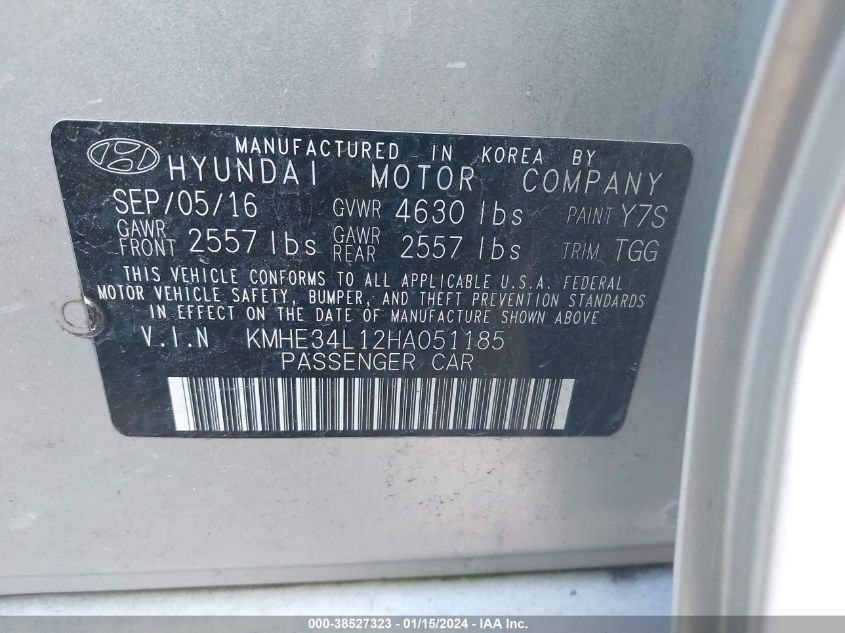 MANUFACTURED IN KOREA BY
HYUNDAI MOTOR COMPANY
SEP/05/16 GVWR 4630 lbs PAINT Y7S
GAWR FRONT 2557 lbs GAWR REAR 2557 lbs TRIM TGG
THIS VEHICLE CONFORMS TO ALL APPLICABLE U.S.A. FEDERAL
MOTOR VEHICLE SAFETY, BUMPER, AND THEFT PREVENTION STANDARDS
IN EFFECT ON THE DATE OF MANUFACTURE SHOWN ABOVE
V.I.N KMHE34L12HA051185
PASSENGER CAR
000-38527323 - 01/15/2024 - IAA Inc.